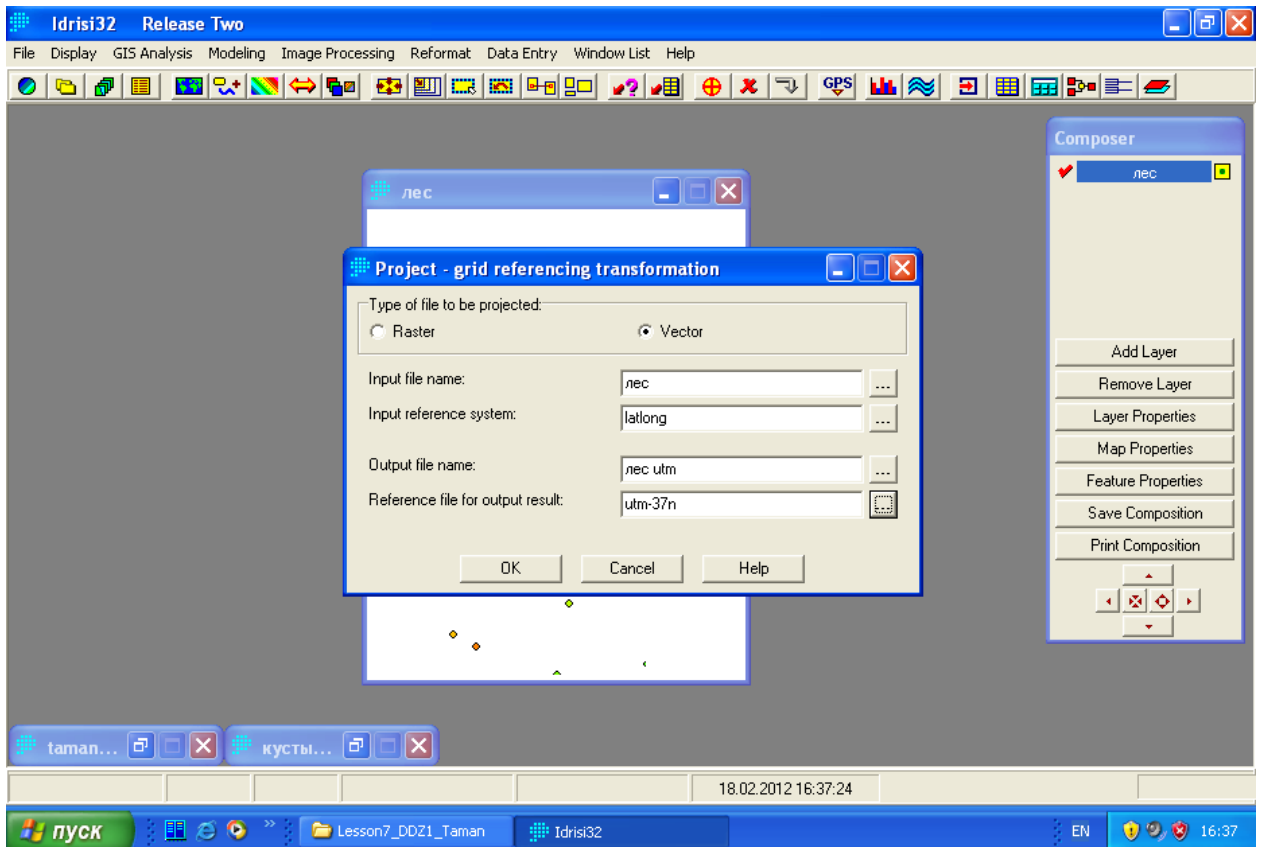 Idrisi32 Release Two
File Display GIS Analysis Modeling Image Processing Reformat Data Entry Window List Help
GPS
Composer
лес
лес
Project - grid referencing transformation
Type of file to be projected:
Raster
Vector
Input file name:
лес
...
Input reference system:
latlong
...
Output file name:
лес utm
...
Reference file for output result:
utm-37n
...
OK
Cancel
Help
Add Layer
Remove Layer
Layer Properties
Map Properties
Feature Properties
Save Composition
Print Composition
taman...
кусты...
18.02.2012 16:37:24
пуск
»
Lesson7_DDZ1_Taman
Idrisi32
EN
16:37